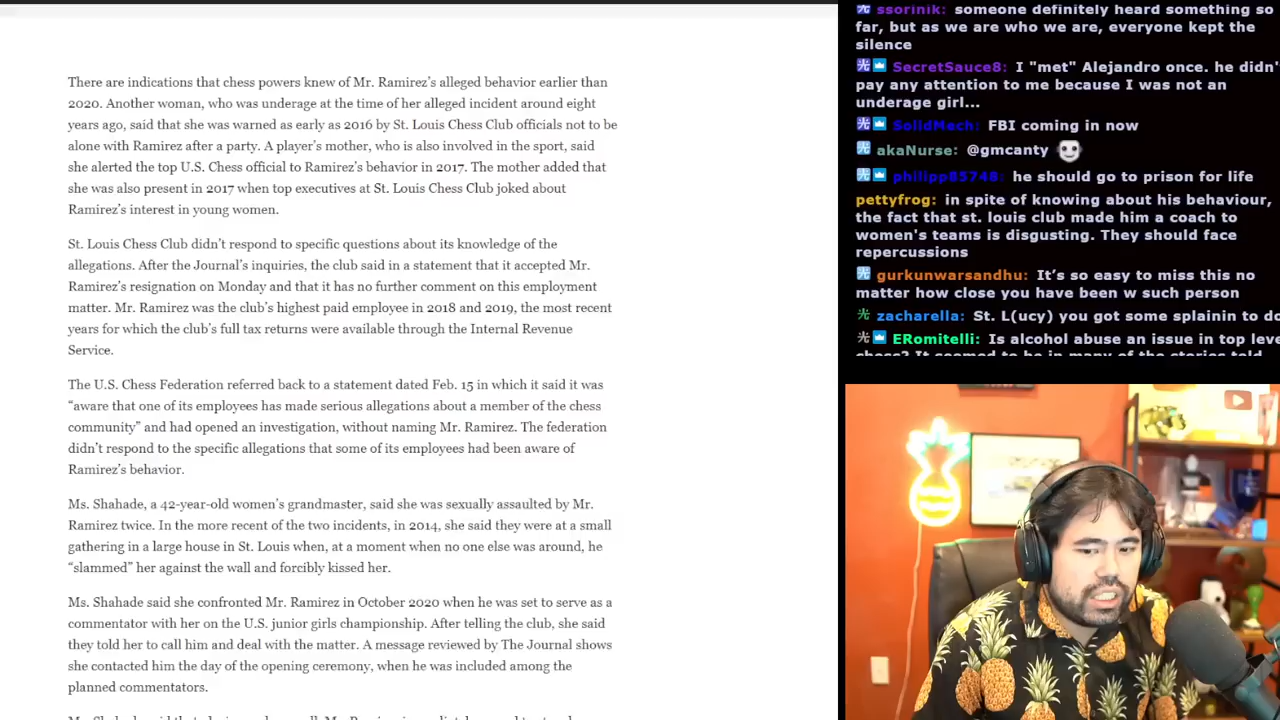 There are indications that chess powers knew of Mr. Ramirez’s alleged behavior earlier than
2020. Another woman, who was underage at the time of her alleged incident around eight
years ago, said that she was warned as early as 2016 by St. Louis Chess Club officials not to be
alone with Ramirez after a party. A player’s mother, who is also involved in the sport, said
she alerted the top U.S. Chess official to Ramirez’s behavior in 2017. The mother added that
she was also present in 2017 when top executives at St. Louis Chess Club joked about
Ramirez’s interest in young women.
St. Louis Chess Club didn’t respond to specific questions about its knowledge of the
allegations. After the Journal’s inquiries, the club said in a statement that it accepted Mr.
Ramirez’s resignation on Monday and that it has no further comment on this employment
matter. Mr. Ramirez was the club’s highest paid employee in 2018 and 2019, the most recent
years for which the club’s full tax returns were available through the Internal Revenue
Service.
The U.S. Chess Federation referred back to a statement dated Feb. 15 in which it said it was
“aware that one of its employees has made serious allegations about a member of the chess
community” and had opened an investigation, without naming Mr. Ramirez. The federation
didn’t respond to the specific allegations that some of its employees had been aware of
Ramirez’s behavior.
Ms. Shahade, a 42-year-old women’s grandmaster, said she was sexually assaulted by Mr.
Ramirez twice. In the more recent of the two incidents, in 2014, she said they were at a small
gathering in a large house in St. Louis when, at a moment when no one else was around, he
“slammed” her against the wall and forcibly kissed her.
Ms. Shahade said she confronted Mr. Ramirez in October 2020 when he was set to serve as a
commentator with her on the U.S. junior girls championship. After telling the club, she said
they told her to call him and deal with the matter. A message reviewed by The Journal shows
she contacted him the day of the opening ceremony, when he was included among the
planned commentators.
ssorinik: someone definitely heard something so
far, but as we are who we are, everyone kept the
silence
SecretSauce8: I "met" Alejandro once. he didn'
pay any attention to me because I was not an
underage girl...
SolidMech: FBI coming in now
akaNurse: @gmcanty
philipp85748: he should go to prison for life
pettyfrog: in spite of knowing about his behaviour,
the fact that st. louis club made him a coach to
women's teams is disgusting. They should face
repercussions
gurkunwarsandhu: It’s so easy to miss this no
matter how close you have been w such person
zacharella: St. L(ucy) you got some splainin to do
ERomitelli: Is alcohol abuse an issue in top leve
chess? It seemed to be in many of the stories told